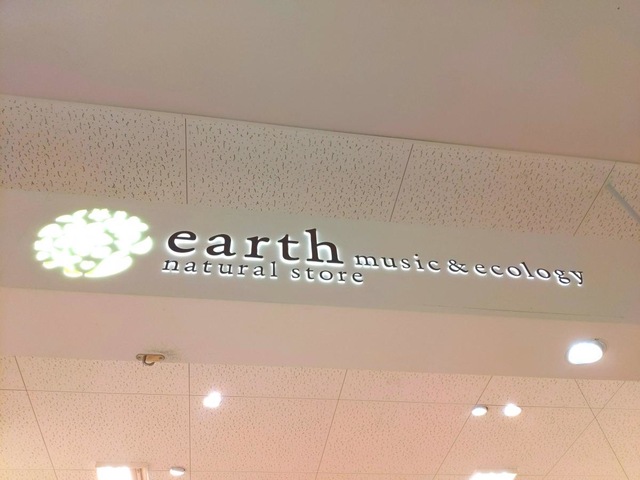 earth music & ecology
natural store